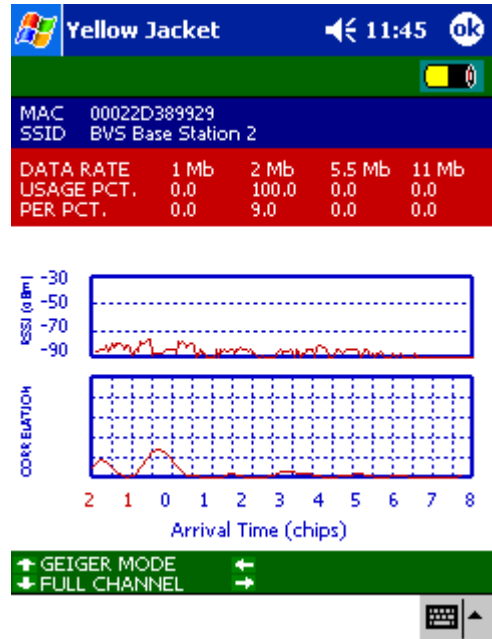 Yellow Jacket 11:45 ok
MAC 00022D389929
SSID BVS Base Station 2
DATA RATE 1 Mb 2 Mb 5.5 Mb 11 Mb
USAGE PCT. 0.0 100.0 0.0 0.0
PER PCT. 0.0 9.0 0.0 0.0
RSSI (dBm)
-30
-50
-70
-90
CORRELATION
2 1 0 1 2 3 4 5 6 7 8
Arrival Time (chips)
GEIGER MODE
FULL CHANNEL